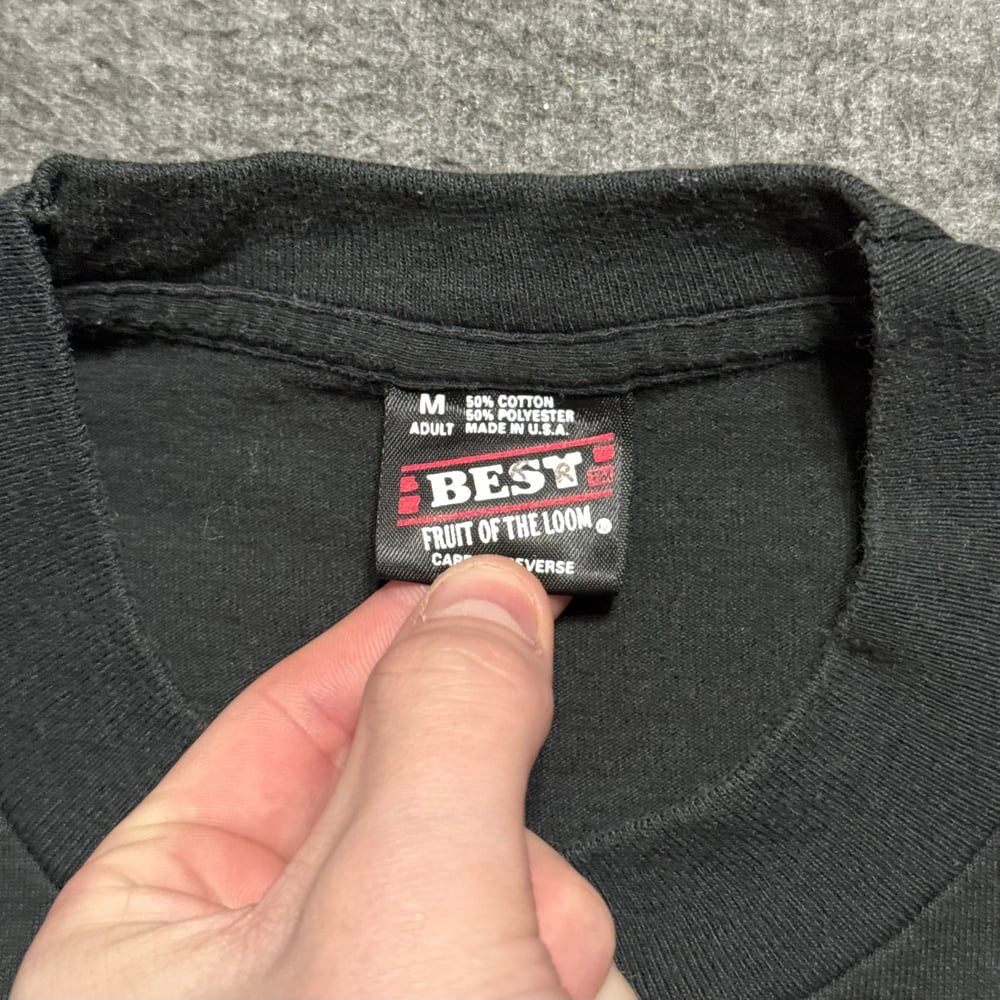 M
ADULT
50% COTTON
50% POLYESTER
MADE IN U.S.A.
BEST
FRUIT OF THE LOOM